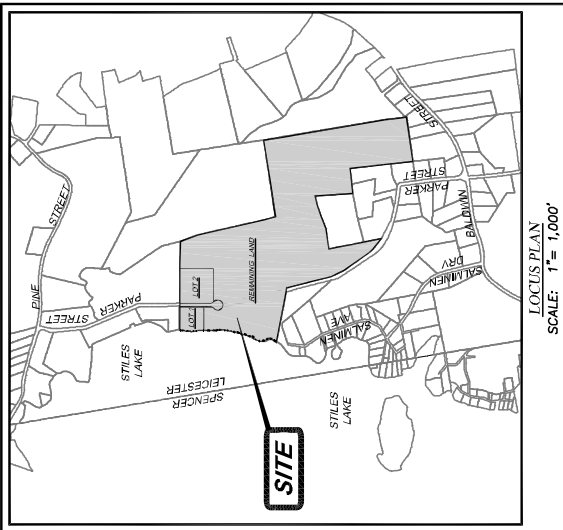 PINE
STREET
PARKER
STREET
LOT 2
LOT 1
REMAINING LAND
STILES
LAKE
SPENCER
LEICESTER
SITE
STILES
LAKE
SALMINEN
AVE
SALMINEN
DRV
BALDWIN
STREET
PARKER
STREET
LOCUS PLAN
SCALE: 1"= 1,000'